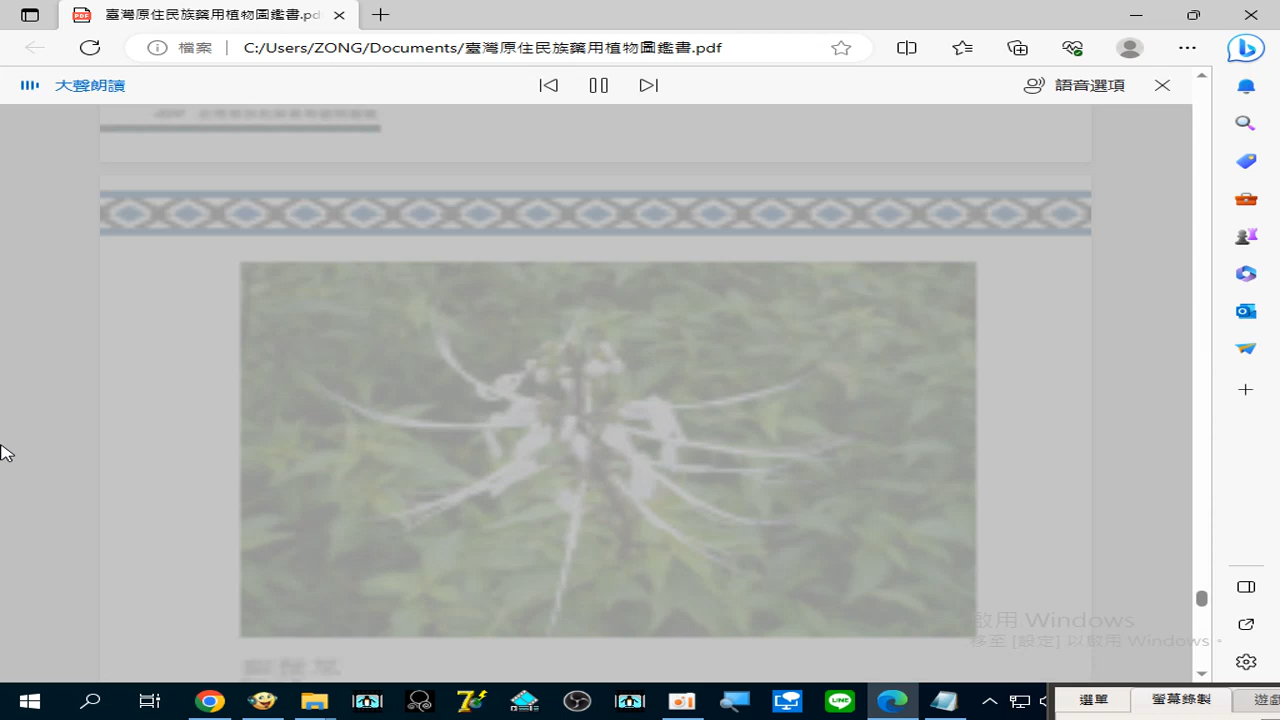 臺灣原住民族藥用植物圖鑑書.pd
檔案
C:/Users/ZONG/Documents/臺灣原住民族藥用植物圖鑑書.pdf
大聲朗讀
語音選項
啟用 Windows
移至 [設定] 以啟用 Windows。
選單
螢幕錄製
遊戲